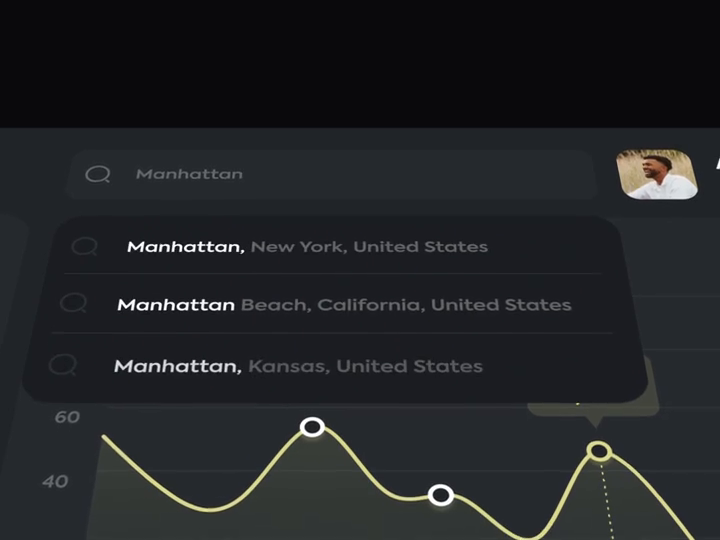 Manhattan
Manhattan, New York, United States
Manhattan Beach, California, United States
Manhattan, Kansas, United States
60
40